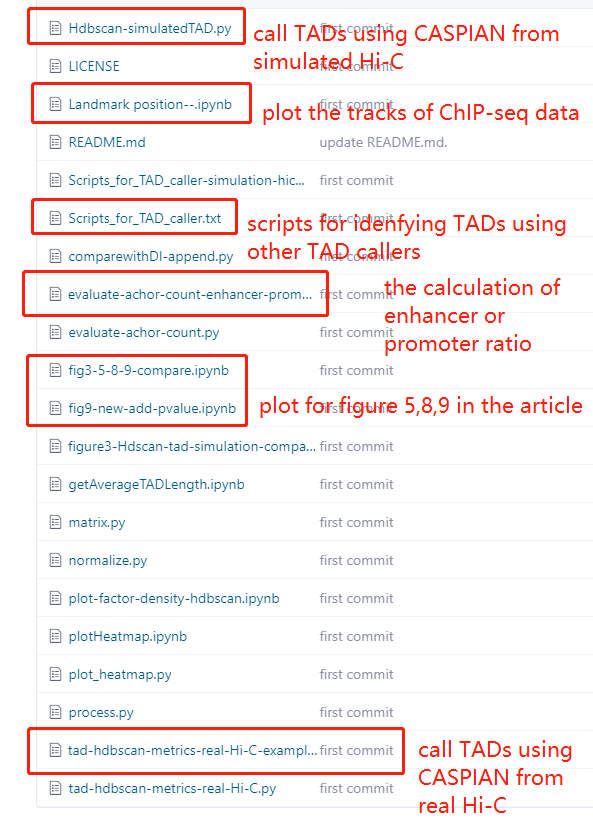 Hdbscan-simulatedTAD.py first commit
call TADs using CASPIAN from
simulated Hi-C
LICENSE first commit
Landmark position--.ipynb first commit
plot the tracks of ChIP-seq data
README.md update README.md.
Scripts_for_TAD_caller-simulation-hic... first commit
Scripts_for_TAD_caller.txt first commit
scripts for idenfying TADs using
other TAD callers
comparewithDI-append.py first commit
evaluate-achor-count-enhancer-prom... first commit
the calculation of
enhancer or
promoter ratio
evaluate-achor-count.py first commit
fig3-5-8-9-compare.ipynb first commit
fig9-new-add-pvalue.ipynb first commit
plot for figure 5,8,9 in the article
figure3-Hdscan-tad-simulation-compa... first commit
getAverageTADLength.ipynb first commit
matrix.py first commit
normalize.py first commit
plot-factor-density-hdbscan.ipynb first commit
plotHeatmap.ipynb first commit
plot_heatmap.py first commit
process.py first commit
tad-hdbscan-metrics-real-Hi-C-exampl... first commit
call TADs using
CASPIAN from
real Hi-C
tad-hdbscan-metrics-real-Hi-C.py first commit